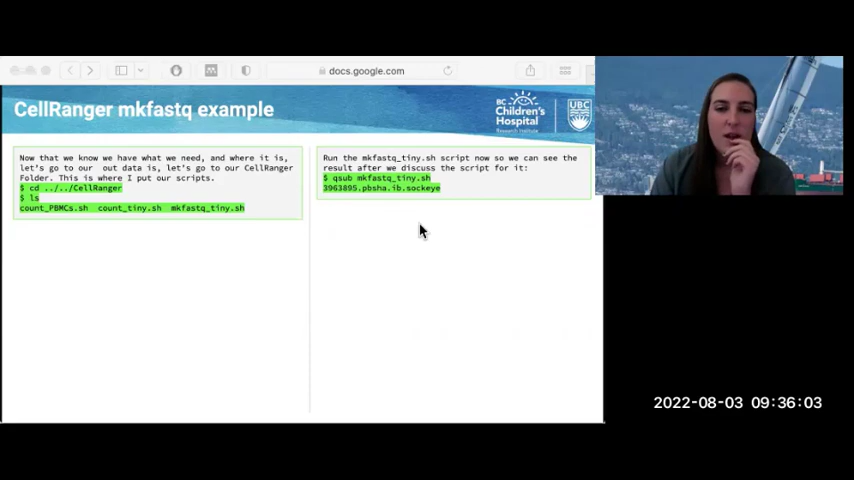 docs.google.com
CellRanger mkfastq example
BC
Children's
Hospital
Research Institute
UBC
Now that we know we have what we need, and where it is,
let's go to our  out data is, let's go to our CellRanger
Folder. This is where I put our scripts.
$ cd ../../CellRanger
$ ls
count_PBMCs.sh  count_tiny.sh  mkfastq_tiny.sh
Run the mkfastq_tiny.sh script now so we can see the
result after we discuss the script for it:
$ qsub mkfastq_tiny.sh
3963895.pbsha.ib.sockeye
2022-08-03 09:36:03